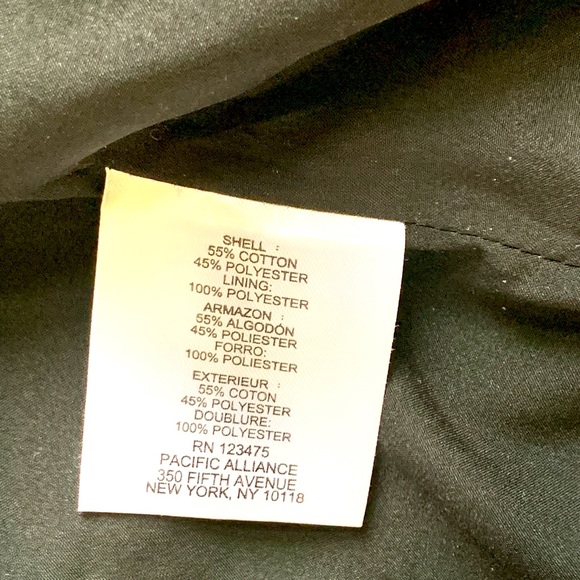 SHELL :
55% COTTON
45% POLYESTER
LINING:
100% POLYESTER
ARMAZON :
55% ALGODÓN
45% POLIESTER
FORRO:
100% POLIESTER
EXTERIEUR :
55% COTON
45% POLYESTER
DOUBLURE:
100% POLYESTER
RN 123475
PACIFIC ALLIANCE
350 FIFTH AVENUE
NEW YORK, NY 10118